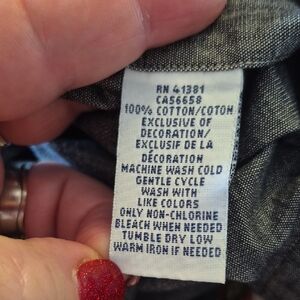 RN 41381
CA56658
100% COTTON/COTON
EXCLUSIVE OF
DECORATION/
EXCLUSIF DE LA
DÉCORATION
MACHINE WASH COLD
GENTLE CYCLE
WASH WITH
LIKE COLORS
ONLY NON-CHLORINE
BLEACH WHEN NEEDED
TUMBLE DRY LOW
WARM IRON IF NEEDED